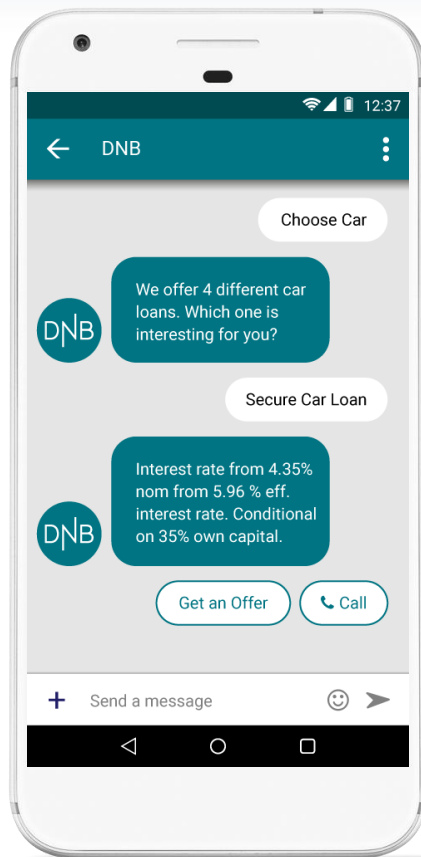 12:37
DNB
Choose Car
We offer 4 different car
loans. Which one is
interesting for you?
DNB
Secure Car Loan
Interest rate from 4.35%
nom from 5.96 % eff.
interest rate. Conditional
on 35% own capital.
DNB
Get an Offer
Call
Send a message